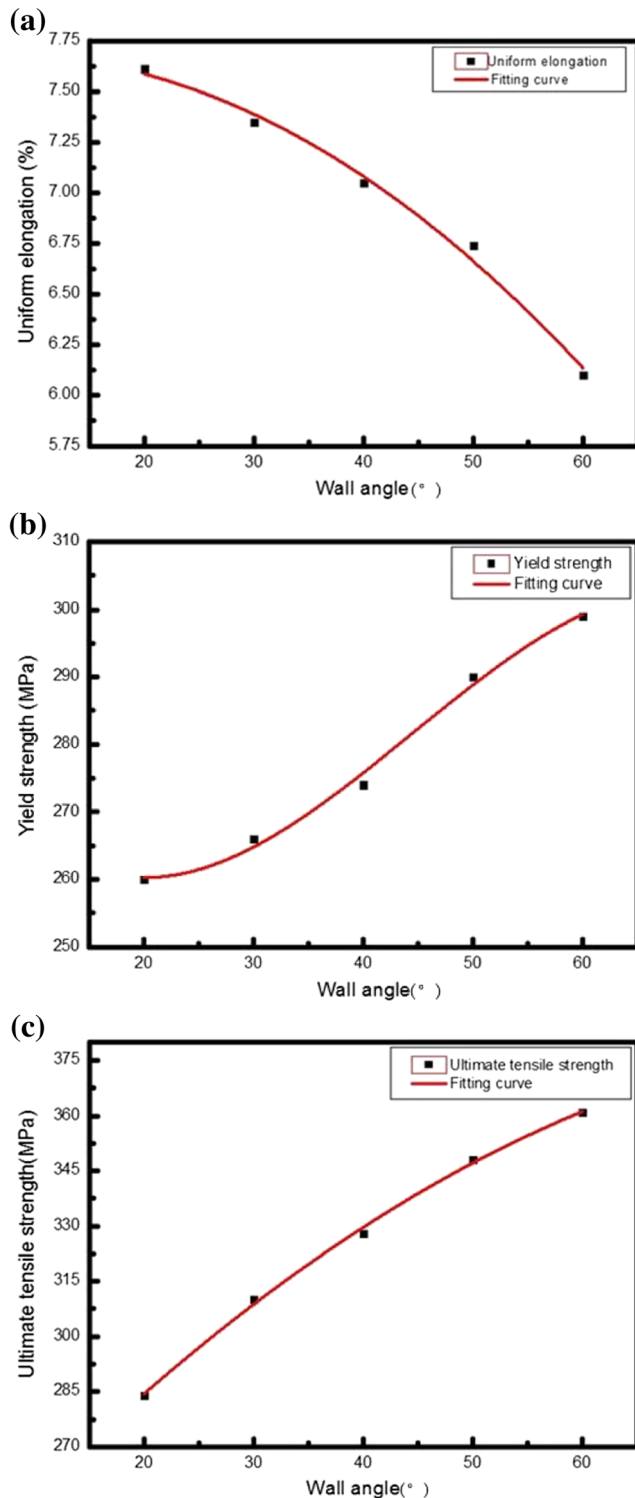 (a)
7.75
7.50
7.25
7.00
6.75
6.50
6.25
6.00
5.75
Uniform elongation (%)
Uniform elongation
Fitting curve
20 30 40 50 60
Wall angle(°)
(b)
310
300
290
280
270
260
250
Yield strength (MPa)
Yield strength
Fitting curve
20 30 40 50 60
Wall angle(°)
(c)
375
360
345
330
315
300
285
270
Ultimate tensile strength(MPa)
Ultimate tensile strength
Fitting curve
20 30 40 50 60
Wall angle(°)